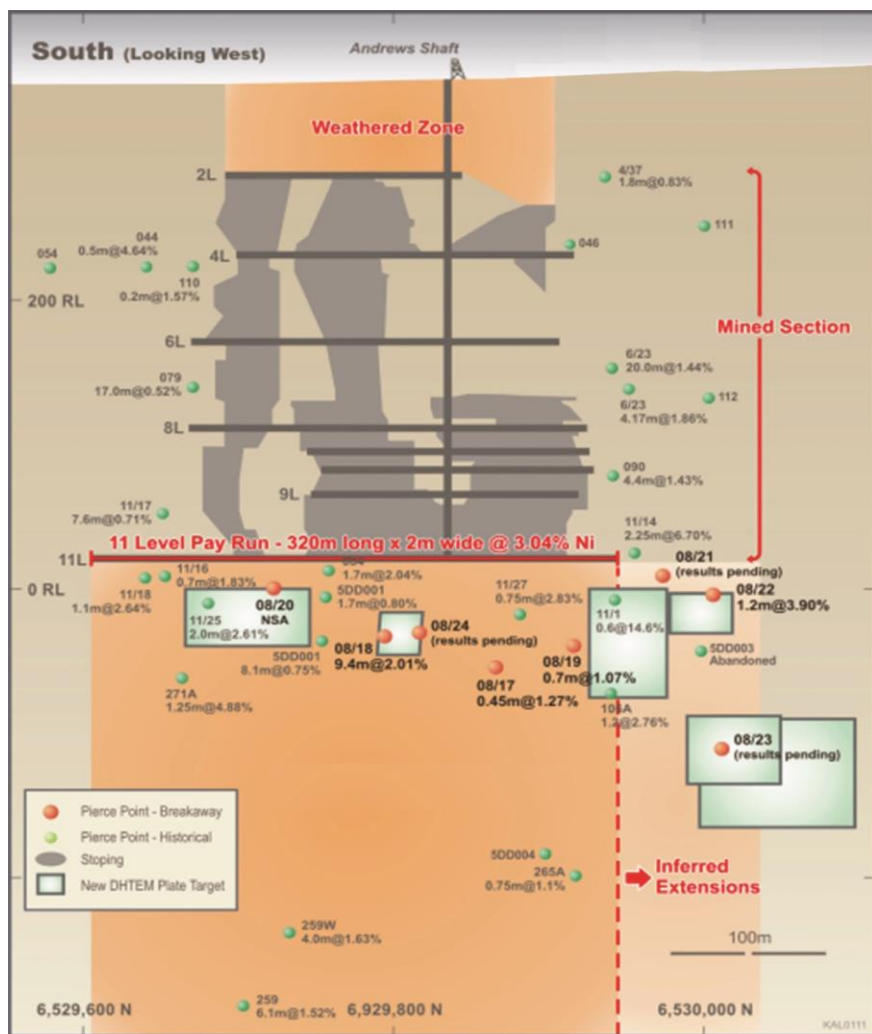 South (Looking West)
Andrews Shaft
Weathered Zone
2L
4/37
1.8m@0.83%
111
044
0.5m@4.64%
054
046
4L
110
0.2m@1.57%
200 RL
Mined Section
6L
6/23
20.0m@1.44%
079
17.0m@0.52%
112
6/23
4.17m@1.86%
8L
090
4.4m@1.43%
9L
11/17
7.6m@0.71%
11/14
2.25m@6.70%
11 Level Pay Run - 320m long x 2m wide @ 3.04% Ni
11L
08/21
(results pending)
0 RL
11/16
0.7m@1.83%
1.7m@2.04%
11/18
1.1m@2.64%
08/20
NSA
5DD001
1.7m@0.80%
11/27
0.75m@2.83%
08/22
1.2m@3.90%
11/25
2.0m@2.61%
11/1
0.6@14.6%
08/24
(results pending)
08/18
9.4m@2.01%
5DD001
8.1m@0.75%
5DD003
Abandoned
08/19
0.7m@1.07%
08/17
0.45m@1.27%
271A
1.25m@4.88%
1.2@2.76%
08/23
(results pending)
Pierce Point - Breakaway
Pierce Point - Historical
Stoping
New DHTEM Plate Target
5DD004
265A
0.75m@1.1%
Inferred
Extensions
259W
4.0m@1.63%
100m
259
6.1m@1.52%
6,529,600 N
6,929,800 N
6,530,000 N
KAL0111